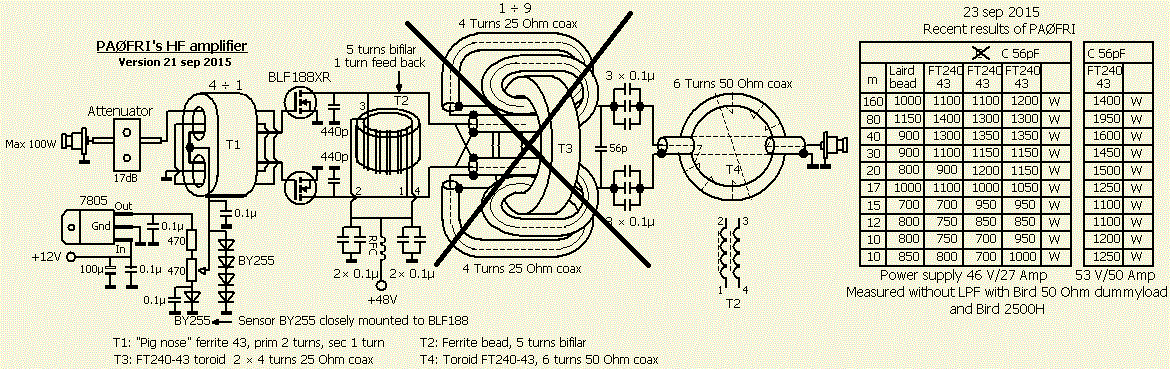 PAØFRI's HF amplifier
Version 21 sep 2015
1 ÷ 9
4 Turns 25 Ohm coax
5 turns bifilar
1 turn feed back
T2
BLF188XR
4 ÷ 1
Attenuator
Max 100W
17dB
T1
440p
440p
3
2
1
4
T3
3 × 0.1µ
56p
3 × 0.1µ
6 Turns 50 Ohm coax
T4
7805
Out
Gnd
In
+12V
100µ
0.1µ
0.1µ
470
470
0.1µ
0.1µ
BY255
BY255
Sensor BY255 closely mounted to BLF188
2 × 0.1µ
RFC
2 × 0.1µ
+48V
4 Turns 25 Ohm coax
2
3
1
4
T2
T1: "Pig nose" ferrite 43, prim 2 turns, sec 1 turn
T2: Ferrite bead, 5 turns bifilar
T3: FT240-43 toroid 2 × 4 turns 25 Ohm coax
T4: Toroid FT240-43, 6 turns 50 Ohm coax
23 sep 2015
Recent results of PAØFRI
C 56pF C 56pF
m Laird bead FT240 43 FT240 43 FT240 43 FT240 43
160 1000 1100 1100 1200 W 1400 W
80 1150 1400 1300 1300 W 1950 W
40 900 1300 1350 1350 W 1600 W
30 900 1100 1150 1150 W 1450 W
20 800 900 1200 1150 W 1500 W
17 1000 1100 1000 1050 W 1250 W
15 700 700 950 950 W 1100 W
12 800 750 850 850 W 1100 W
10 800 750 700 950 W 1200 W
10 850 800 700 1000 W 1250 W
Power supply 46 V/27 Amp 53 V/50 Amp
Measured without LPF with Bird 50 Ohm dummyload
and Bird 2500H